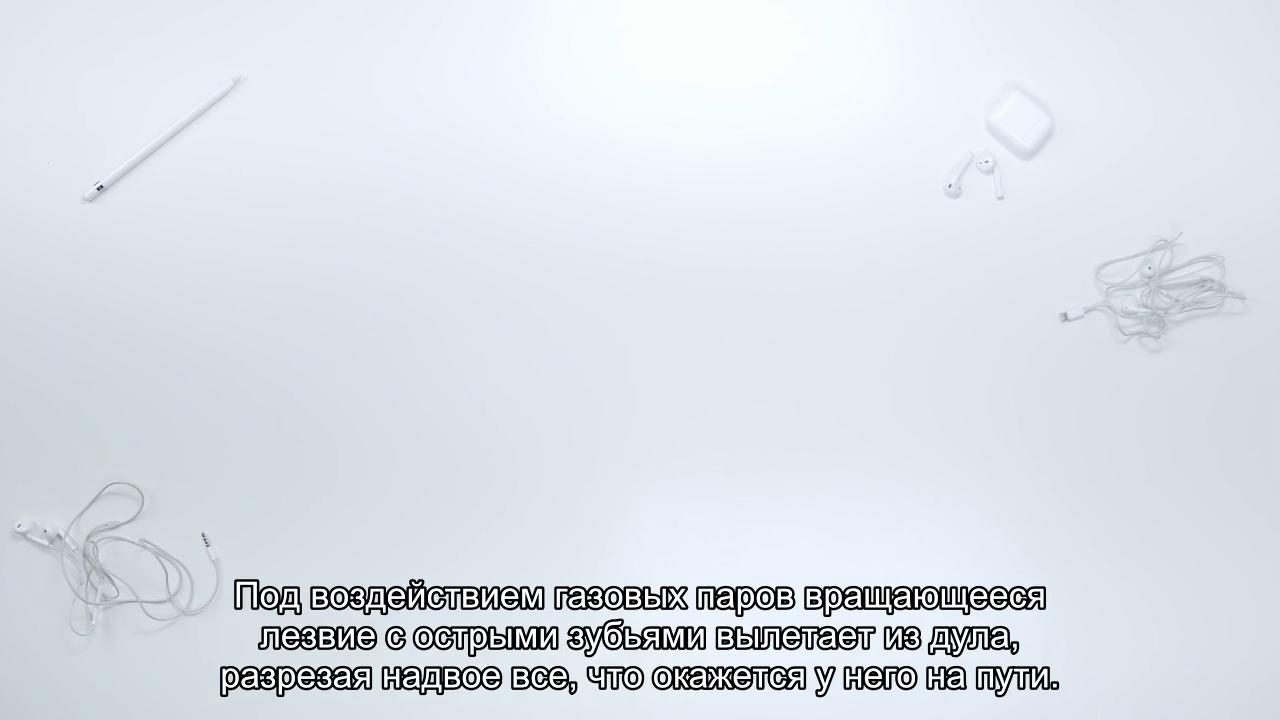 Под воздействием газовых паров вращающееся
лезвие с острыми зубьями вылетает из дула,
разрезая надвое все, что окажется у него на пути.